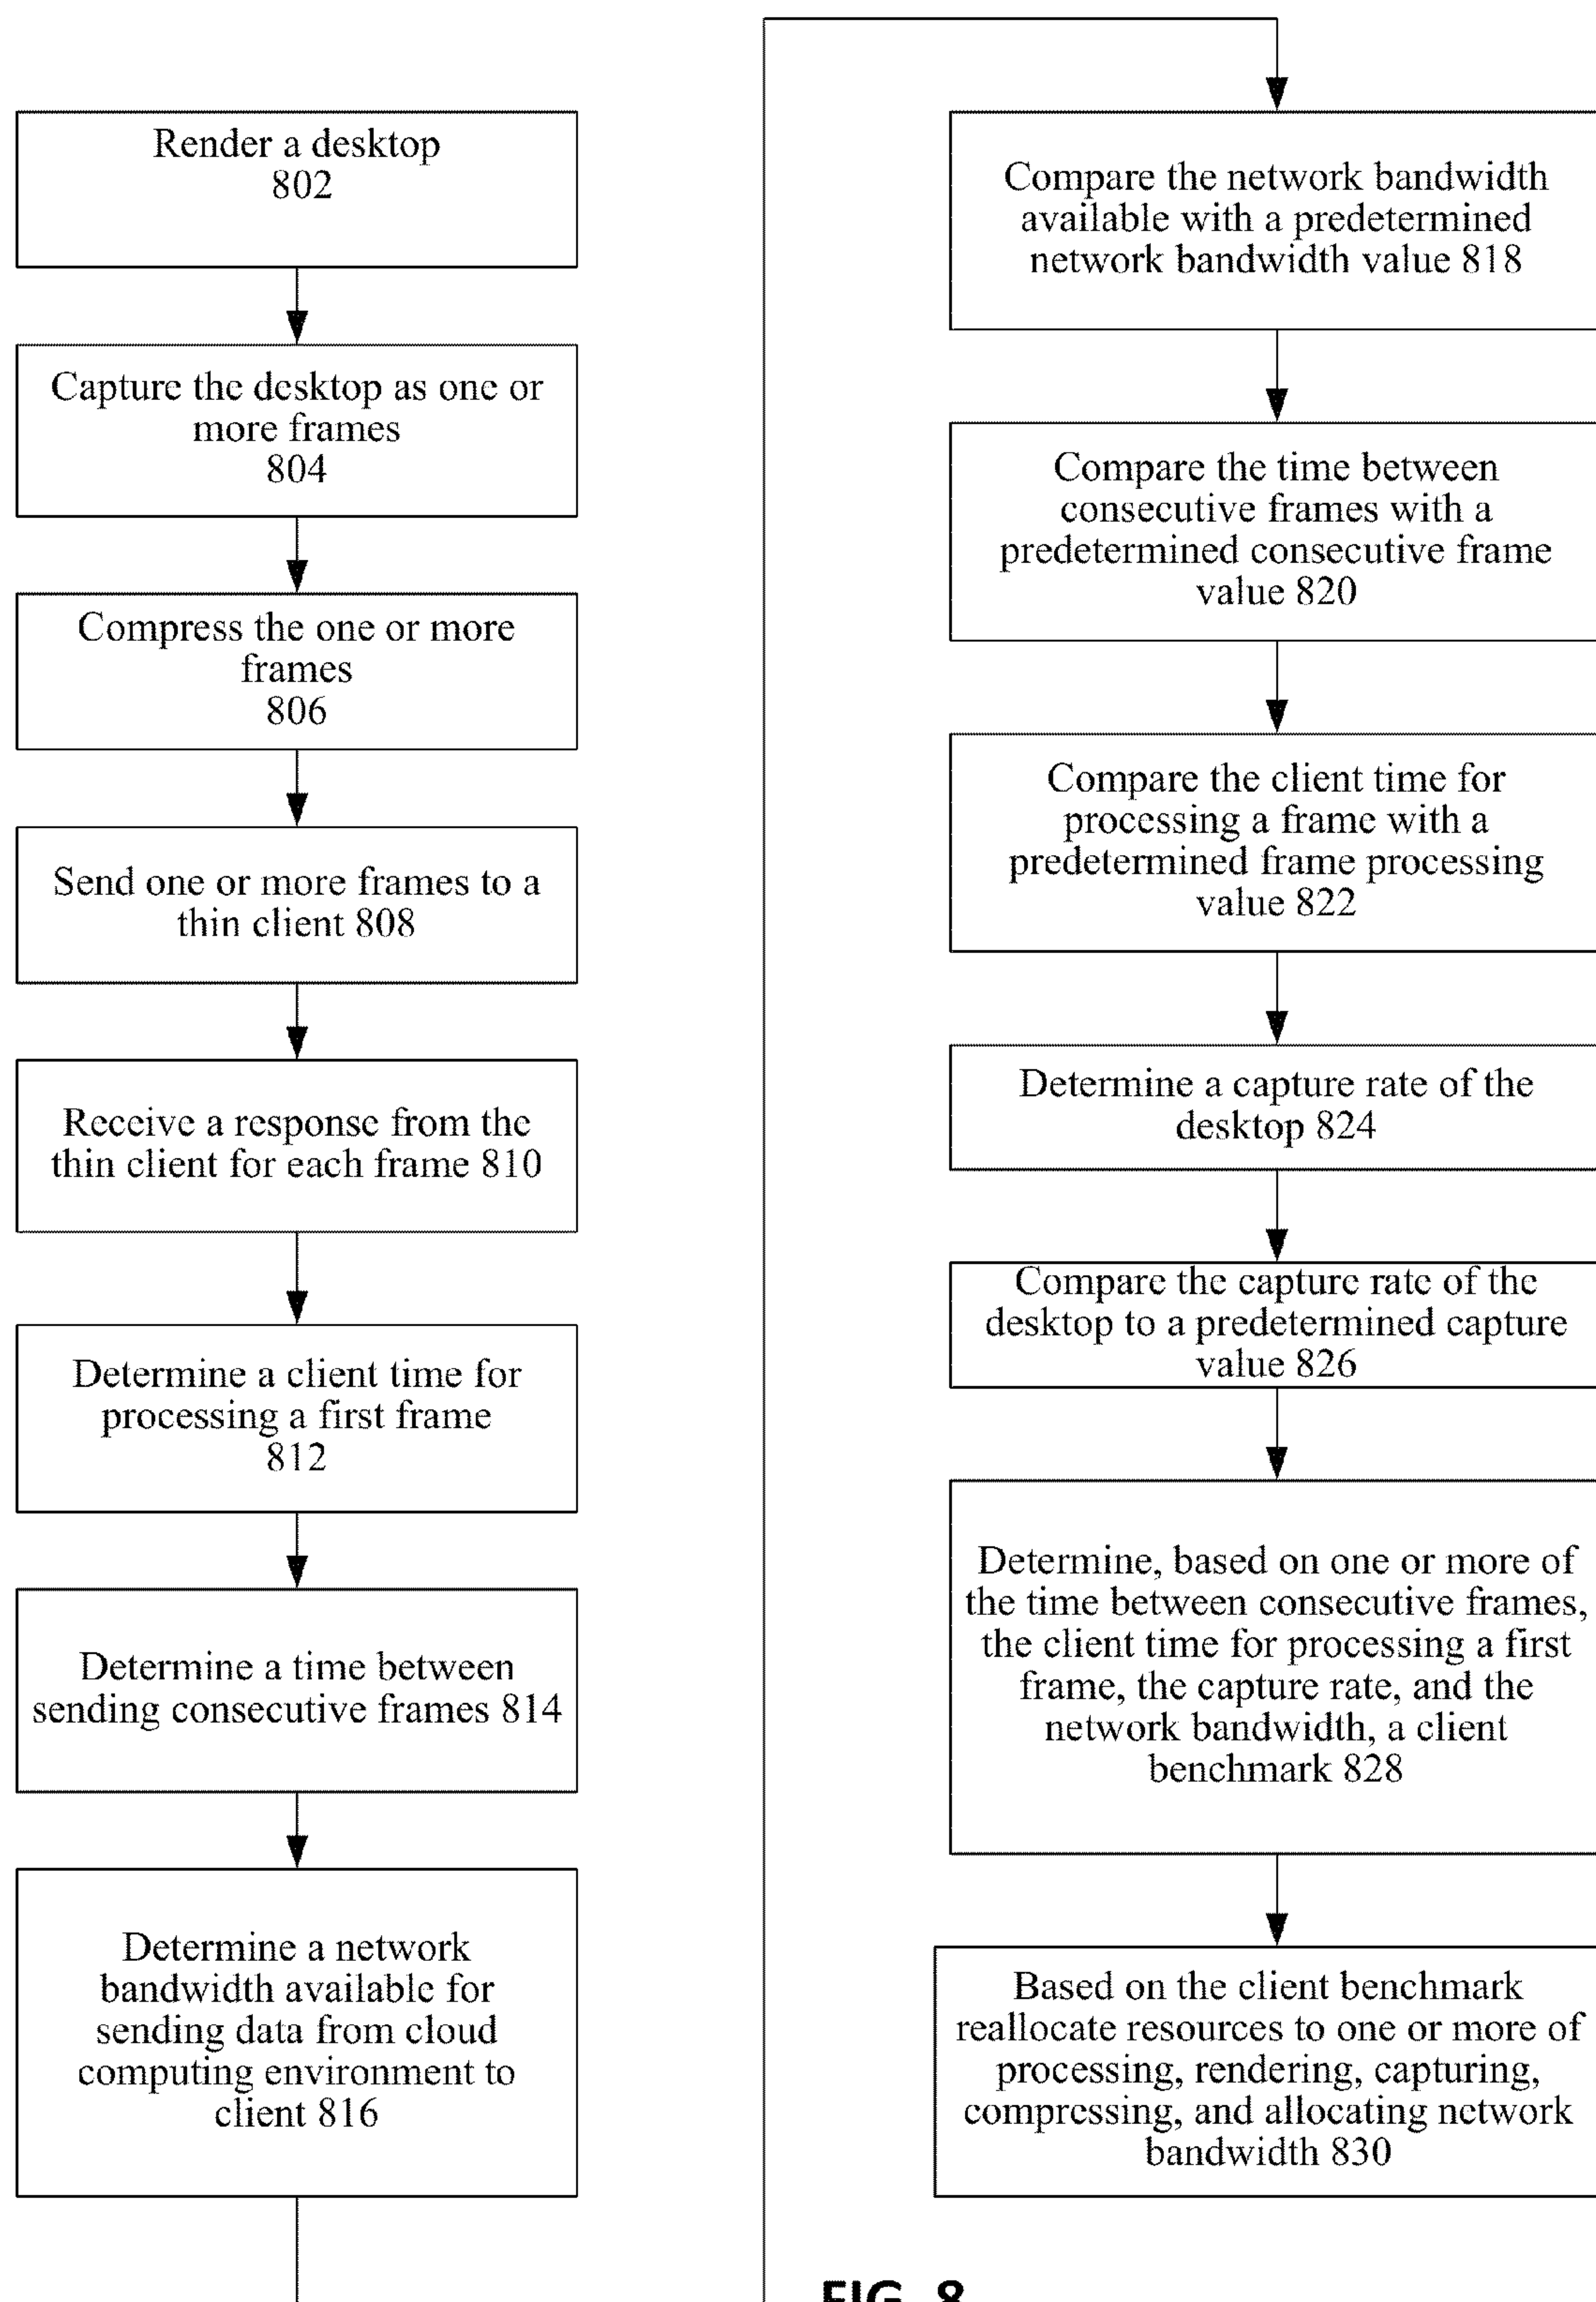 Render a desktop
802
Capture the desktop as one or
more frames
804
Compress the one or more
frames
806
Send one or more frames to a
thin client 808
Receive a response from the
thin client for each frame 810
Determine a client time for
processing a first frame
812
Determine a time between
sending consecutive frames 814
Determine a network
bandwidth available for
sending data from cloud
computing environment to
client 816
Compare the network bandwidth
available with a predetermined
network bandwidth value 818
Compare the time between
consecutive frames with a
predetermined consecutive frame
value 820
Compare the client time for
processing a frame with a
predetermined frame processing
value 822
Determine a capture rate of the
desktop 824
Compare the capture rate of the
desktop to a predetermined capture
value 826
Determine, based on one or more of
the time between consecutive frames,
the client time for processing a first
frame, the capture rate, and the
network bandwidth, a client
benchmark 828
Based on the client benchmark
reallocate resources to one or more of
processing, rendering, capturing,
compressing, and allocating network
bandwidth 830
FIG. 8